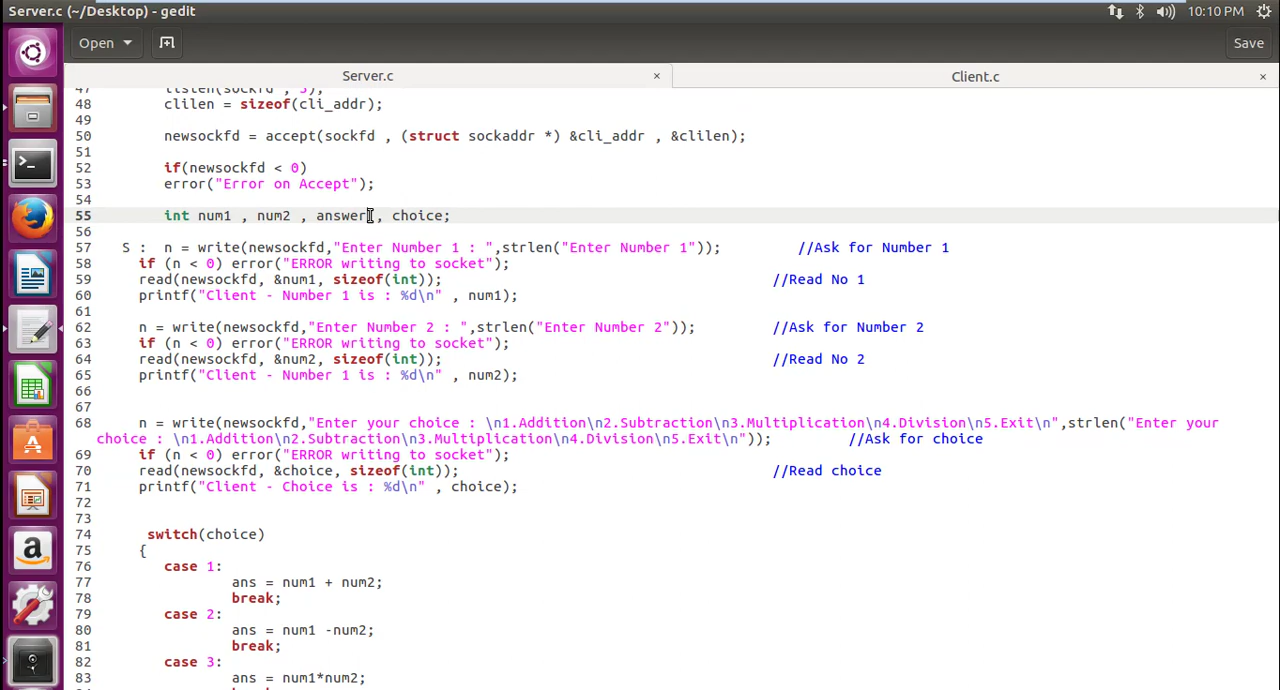 Server.c (~/Desktop) - gedit
10:10 PM
Open
Save
Server.c ×
Client.c ×
47 listen(sockfd , 5);
48 clilen = sizeof(cli_addr);
49
50 newsockfd = accept(sockfd , (struct sockaddr *) &cli_addr , &clilen);
51
52 if(newsockfd < 0)
53 error("Error on Accept");
54
55 int num1 , num2 , answer , choice;
56
57 S : n = write(newsockfd,"Enter Number 1 : ",strlen("Enter Number 1")); //Ask for Number 1
58 if (n < 0) error("ERROR writing to socket");
59 read(newsockfd, &num1, sizeof(int)); //Read No 1
60 printf("Client - Number 1 is : %d\n" , num1);
61
62 n = write(newsockfd,"Enter Number 2 : ",strlen("Enter Number 2")); //Ask for Number 2
63 if (n < 0) error("ERROR writing to socket");
64 read(newsockfd, &num2, sizeof(int)); //Read No 2
65 printf("Client - Number 1 is : %d\n" , num2);
66
67
68 n = write(newsockfd,"Enter your choice : \n1.Addition\n2.Subtraction\n3.Multiplication\n4.Division\n5.Exit\n",strlen("Enter your
choice : \n1.Addition\n2.Subtraction\n3.Multiplication\n4.Division\n5.Exit\n")); //Ask for choice
69 if (n < 0) error("ERROR writing to socket");
70 read(newsockfd, &choice, sizeof(int)); //Read choice
71 printf("Client - Choice is : %d\n" , choice);
72
73
74 switch(choice)
75 {
76 case 1:
77 ans = num1 + num2;
78 break;
79 case 2:
80 ans = num1 -num2;
81 break;
82 case 3:
83 ans = num1*num2;